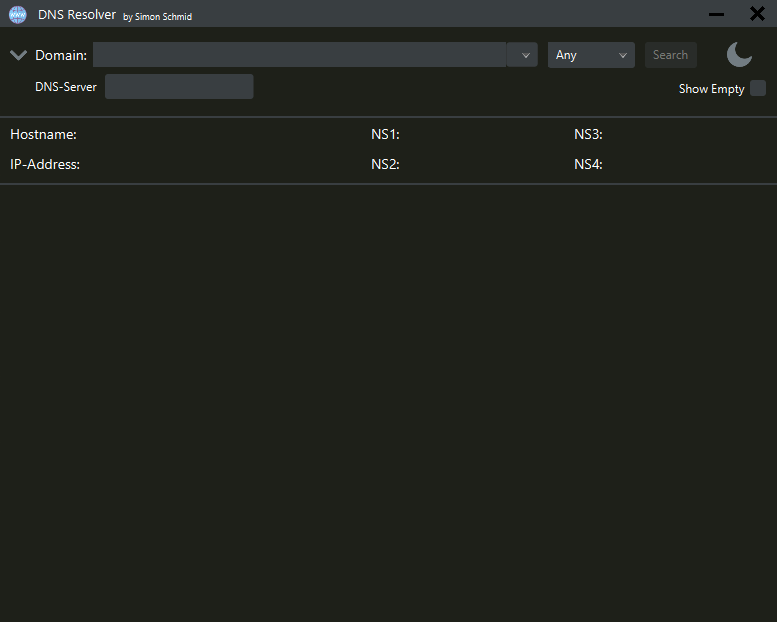 DNS Resolver by Simon Schmid
Domain: Any Search
DNS-Server
Show Empty
Hostname: NS1: NS3:
IP-Address: NS2: NS4: